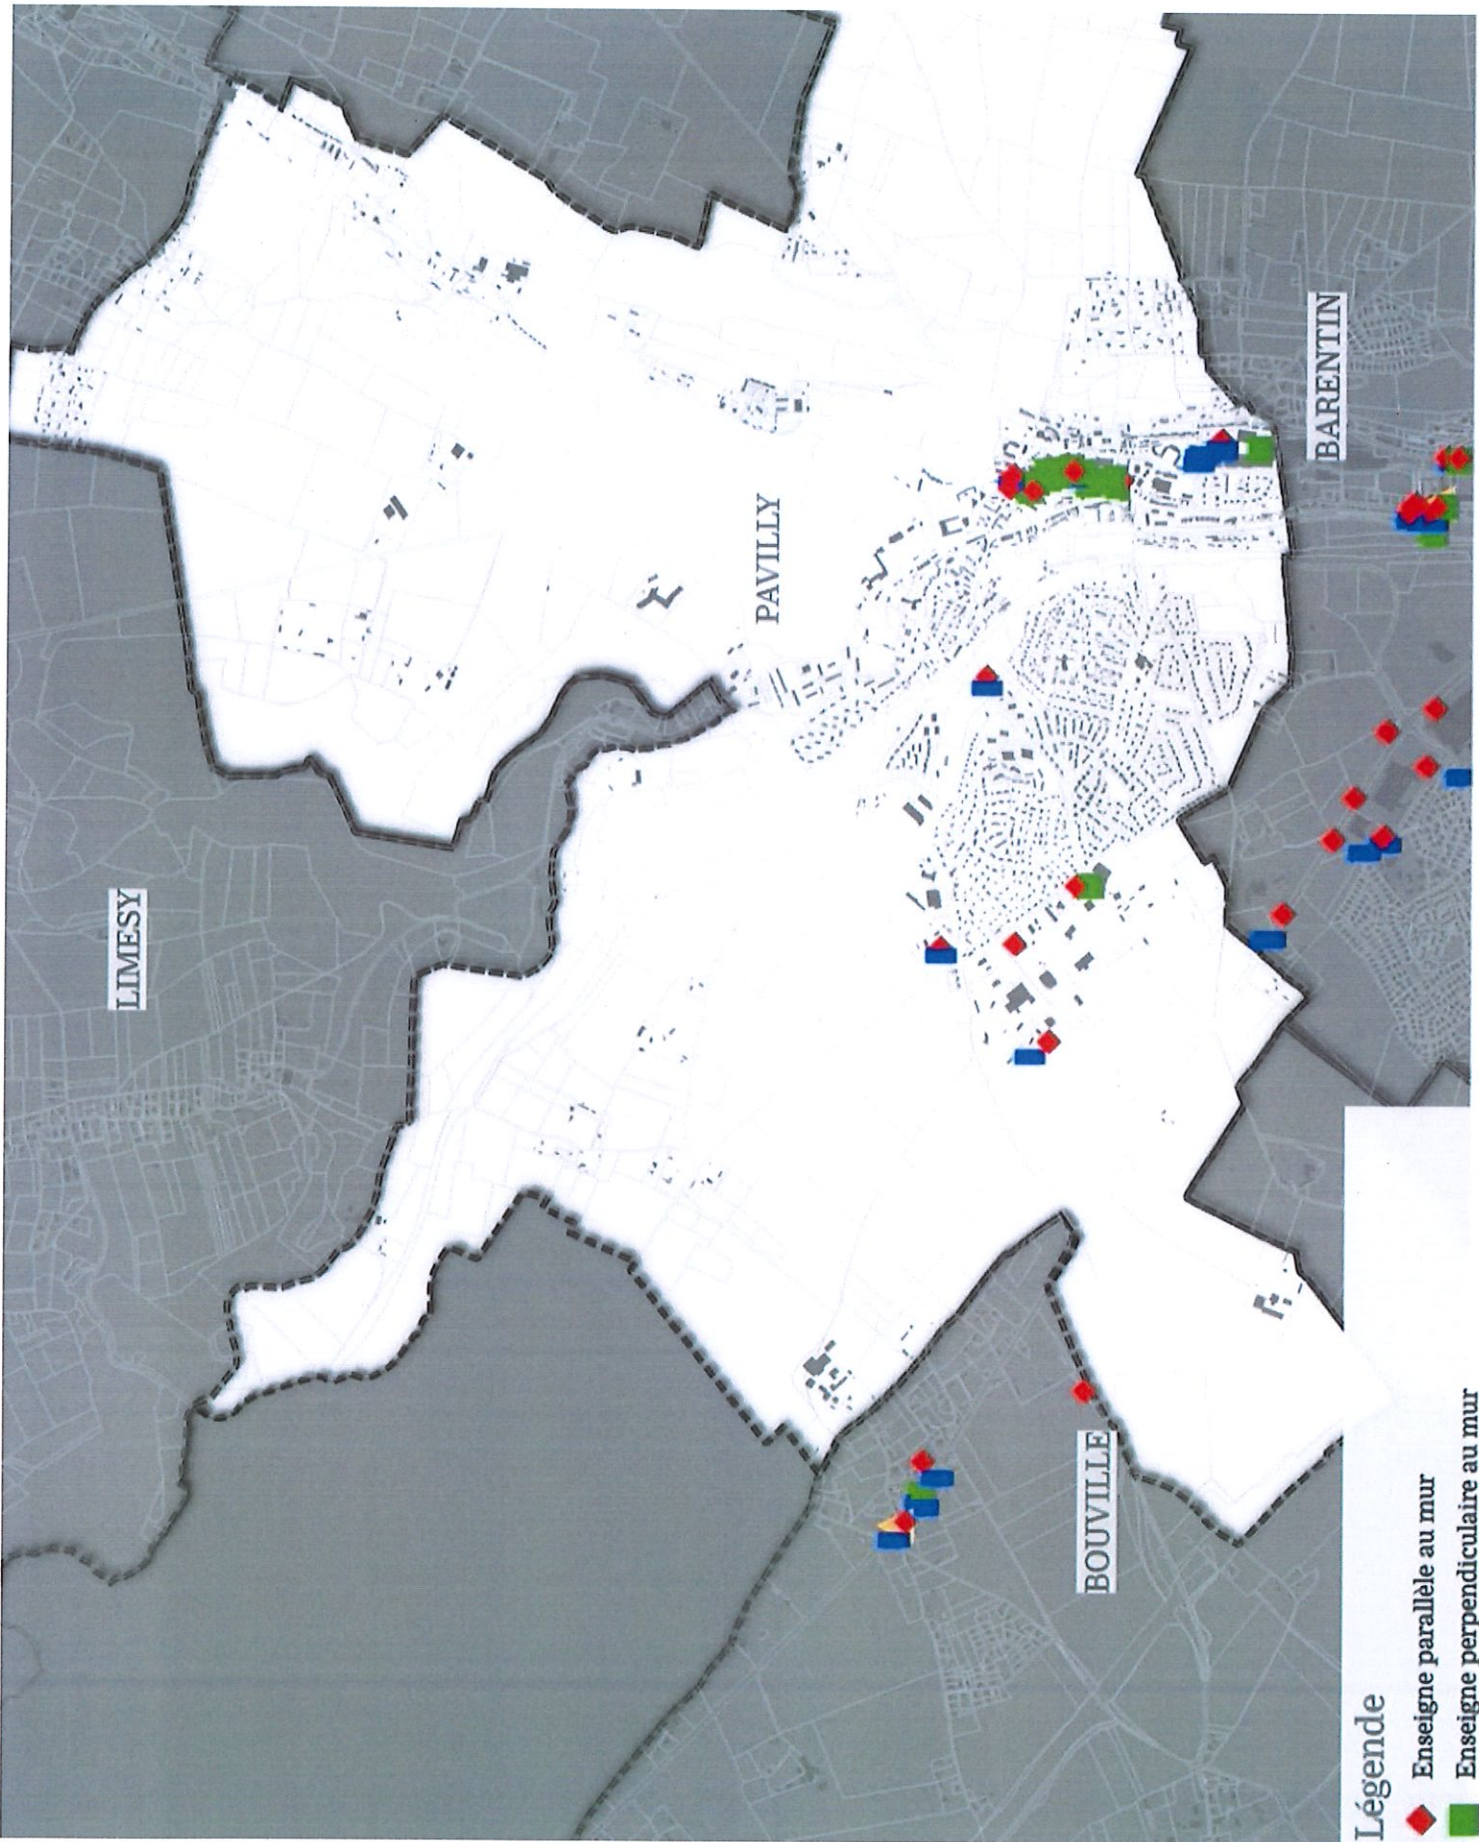 LIMESY
PAVILLY
BARENTIN
BOUVILLE
Légende
Enseigne parallèle au mur
Enseigne perpendiculaire au mur